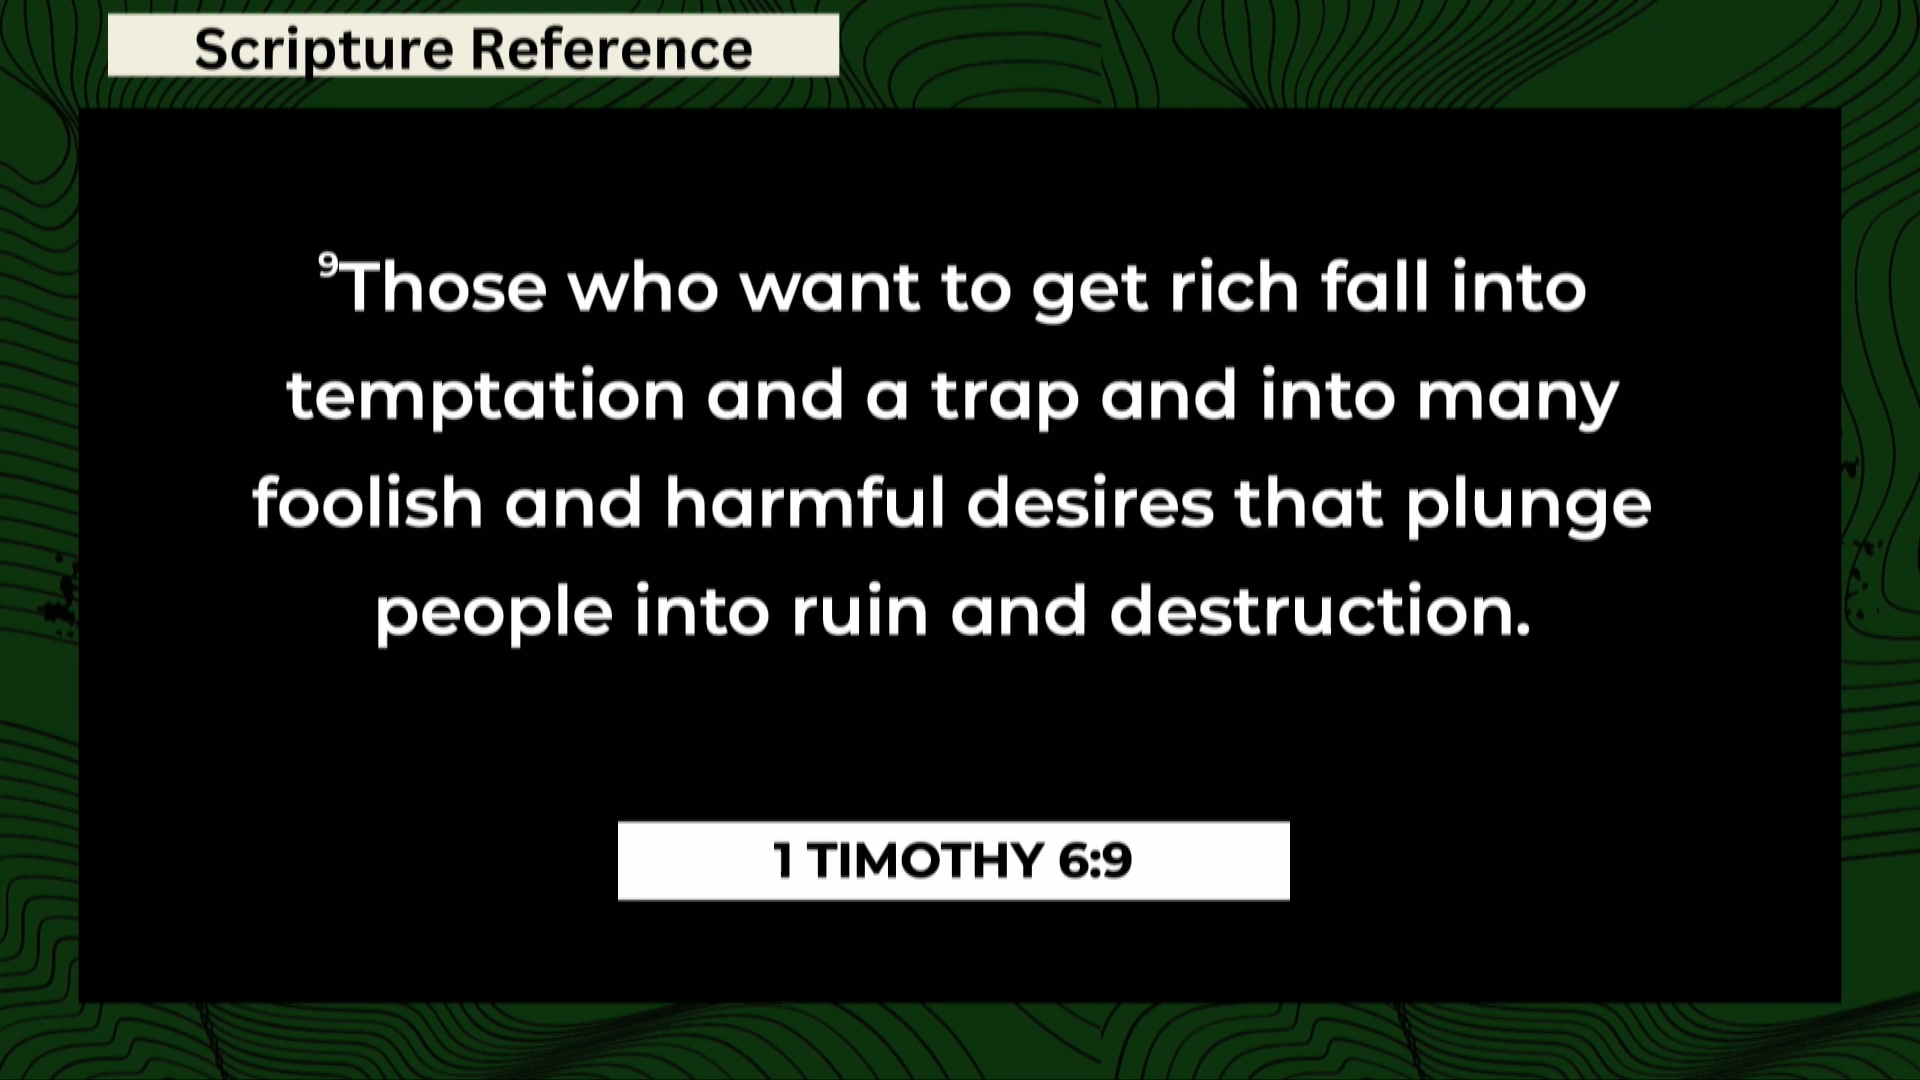 Scripture Reference
⁹Those who want to get rich fall into
temptation and a trap and into many
foolish and harmful desires that plunge
people into ruin and destruction.
1 TIMOTHY 6:9